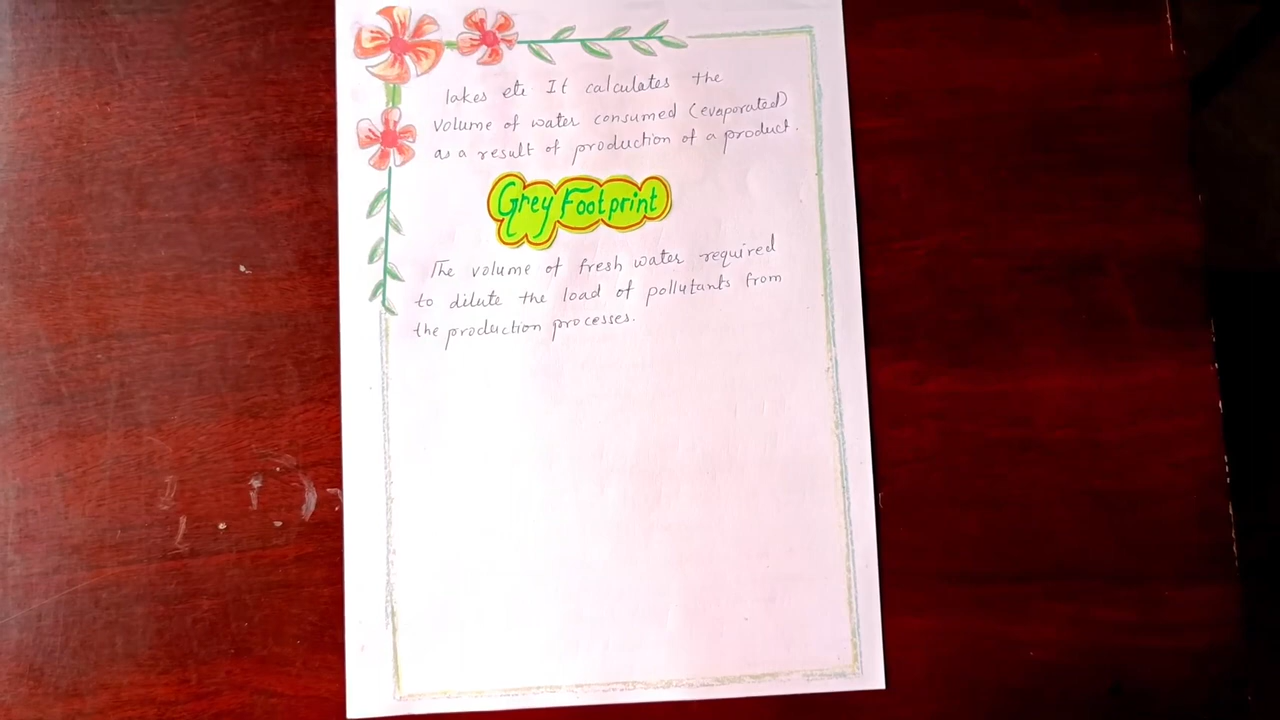 lakes etc It calculates the
volume of water consumed (evaporated)
as a result of production of a product.
Grey Footprint
The volume of fresh water required
to dilute the load of pollutants from
the production processes.